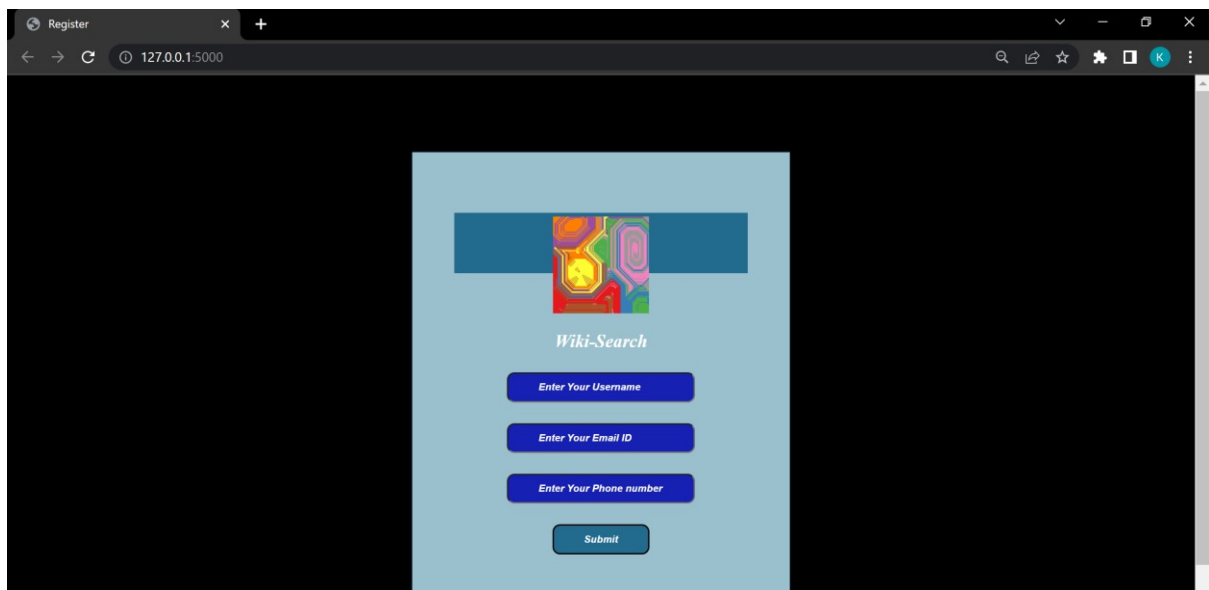 Register
127.0.0.1:5000
K
Wiki-Search
Enter Your Username
Enter Your Email ID
Enter Your Phone number
Submit